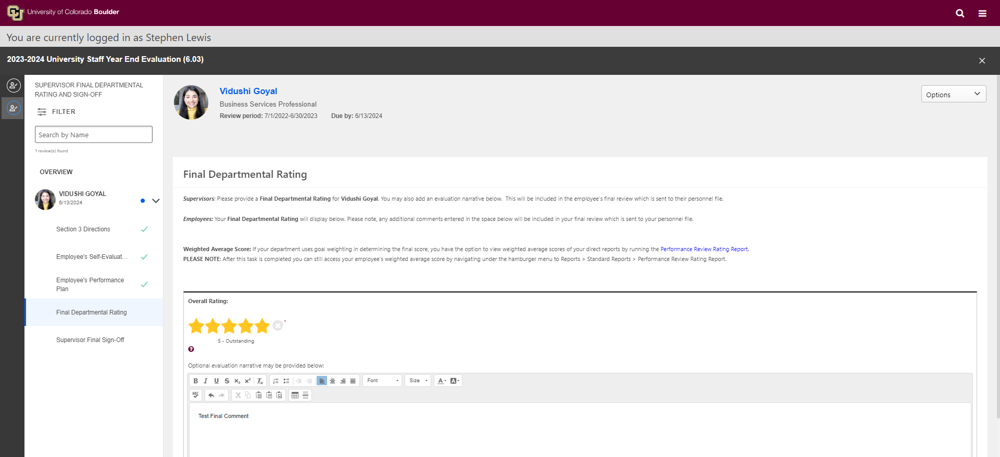 University of Colorado Boulder
You are currently logged in as Stephen Lewis
2023-2024 University Staff Year End Evaluation (6.03)
SUPERVISOR FINAL DEPARTMENTAL
RATING AND SIGN-OFF
FILTER
Search by Name
1 review(s) found
OVERVIEW
VIDUSHI GOYAL
6/13/2024
Section 3 Directions
Employee's Self-Evaluat...
Employee's Performance
Plan
Final Departmental Rating
Supervisor Final Sign-Off
Vidushi Goyal
Business Services Professional
Review period: 7/1/2022-6/30/2023 Due by: 6/13/2024
Options
Final Departmental Rating
Supervisors: Please provide a Final Departmental Rating for Vidushi Goyal. You may also add an evaluation narrative below. This will be included in the employee's final review which is sent to their personnel file.
Employees: Your Final Departmental Rating will display below. Please note, any additional comments entered in the space below will be included in your final review which is sent to your personnel file.
Weighted Average Score: If your department uses goal weighting in determining the final score, you have the option to view weighted average scores of your direct reports by running the Performance Review Rating Report.
PLEASE NOTE: After this task is completed you can still access your employee's weighted average score by navigating under the hamburger menu to Reports > Standard Reports > Performance Review Rating Report.
Overall Rating:
*
5 - Outstanding
Optional evaluation narrative may be provided below:
Font
Size
Test Final Comment